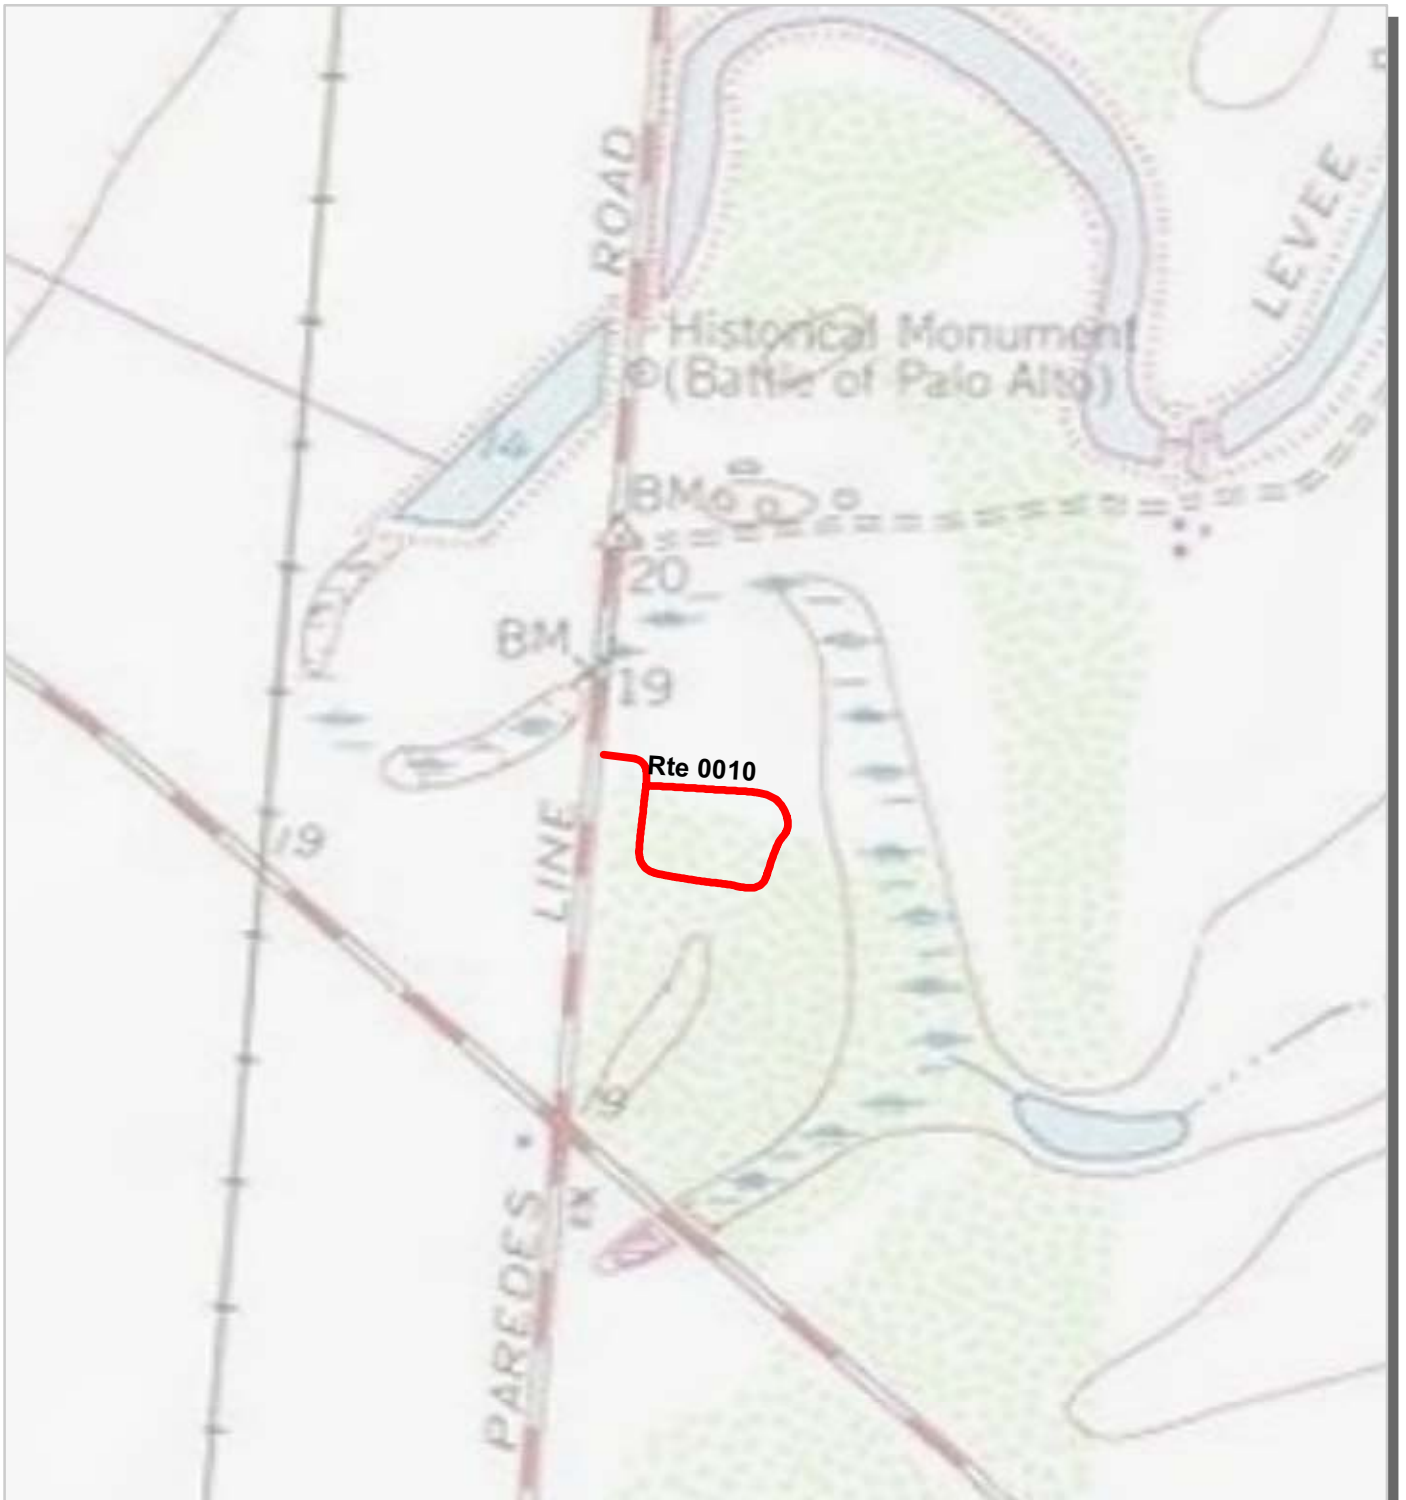 ROAD
LEVEE
Historical Monument
(Battle of Palo Alto)
BM
20
BM
19
Rte 0010
19
LINE
19
PAREDES